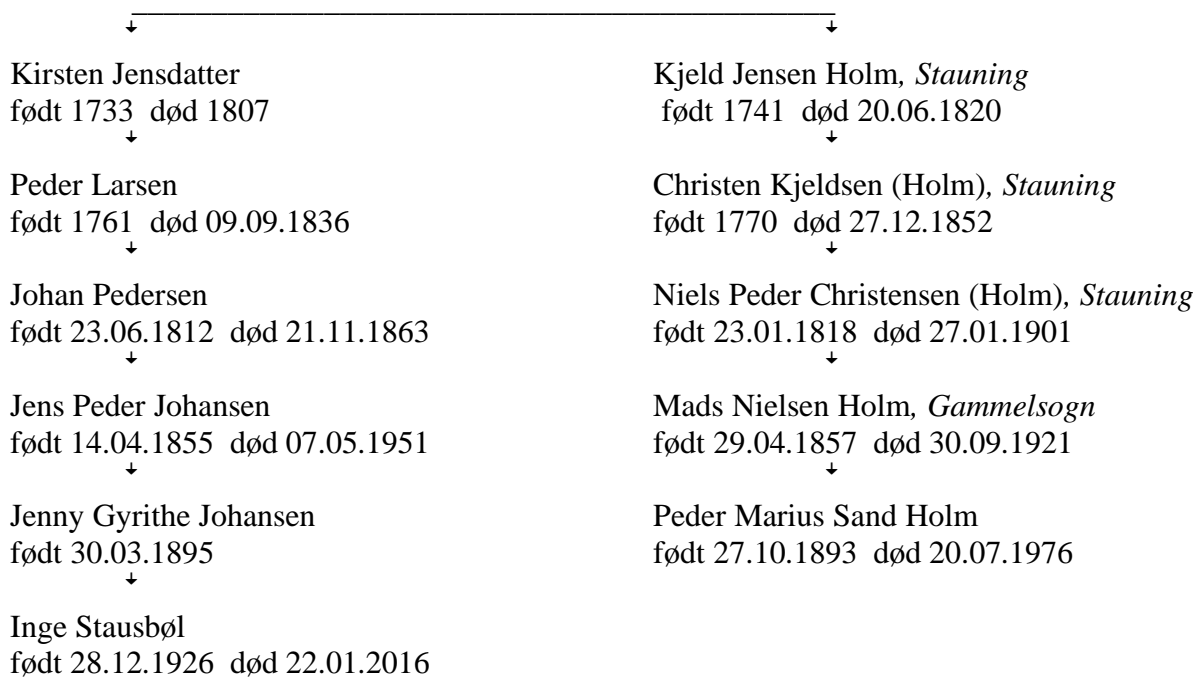 Kirsten Jensdatter
født 1733  død 1807
Peder Larsen
født 1761  død 09.09.1836
Johan Pedersen
født 23.06.1812  død 21.11.1863
Jens Peder Johansen
født 14.04.1855  død 07.05.1951
Jenny Gyrithe Johansen
født 30.03.1895
Inge Stausbøl
født 28.12.1926  død 22.01.2016
Kjeld Jensen Holm, Stauning
født 1741  død 20.06.1820
Christen Kjeldsen (Holm), Stauning
født 1770  død 27.12.1852
Niels Peder Christensen (Holm), Stauning
født 23.01.1818  død 27.01.1901
Mads Nielsen Holm, Gammelsogn
født 29.04.1857  død 30.09.1921
Peder Marius Sand Holm
født 27.10.1893  død 20.07.1976